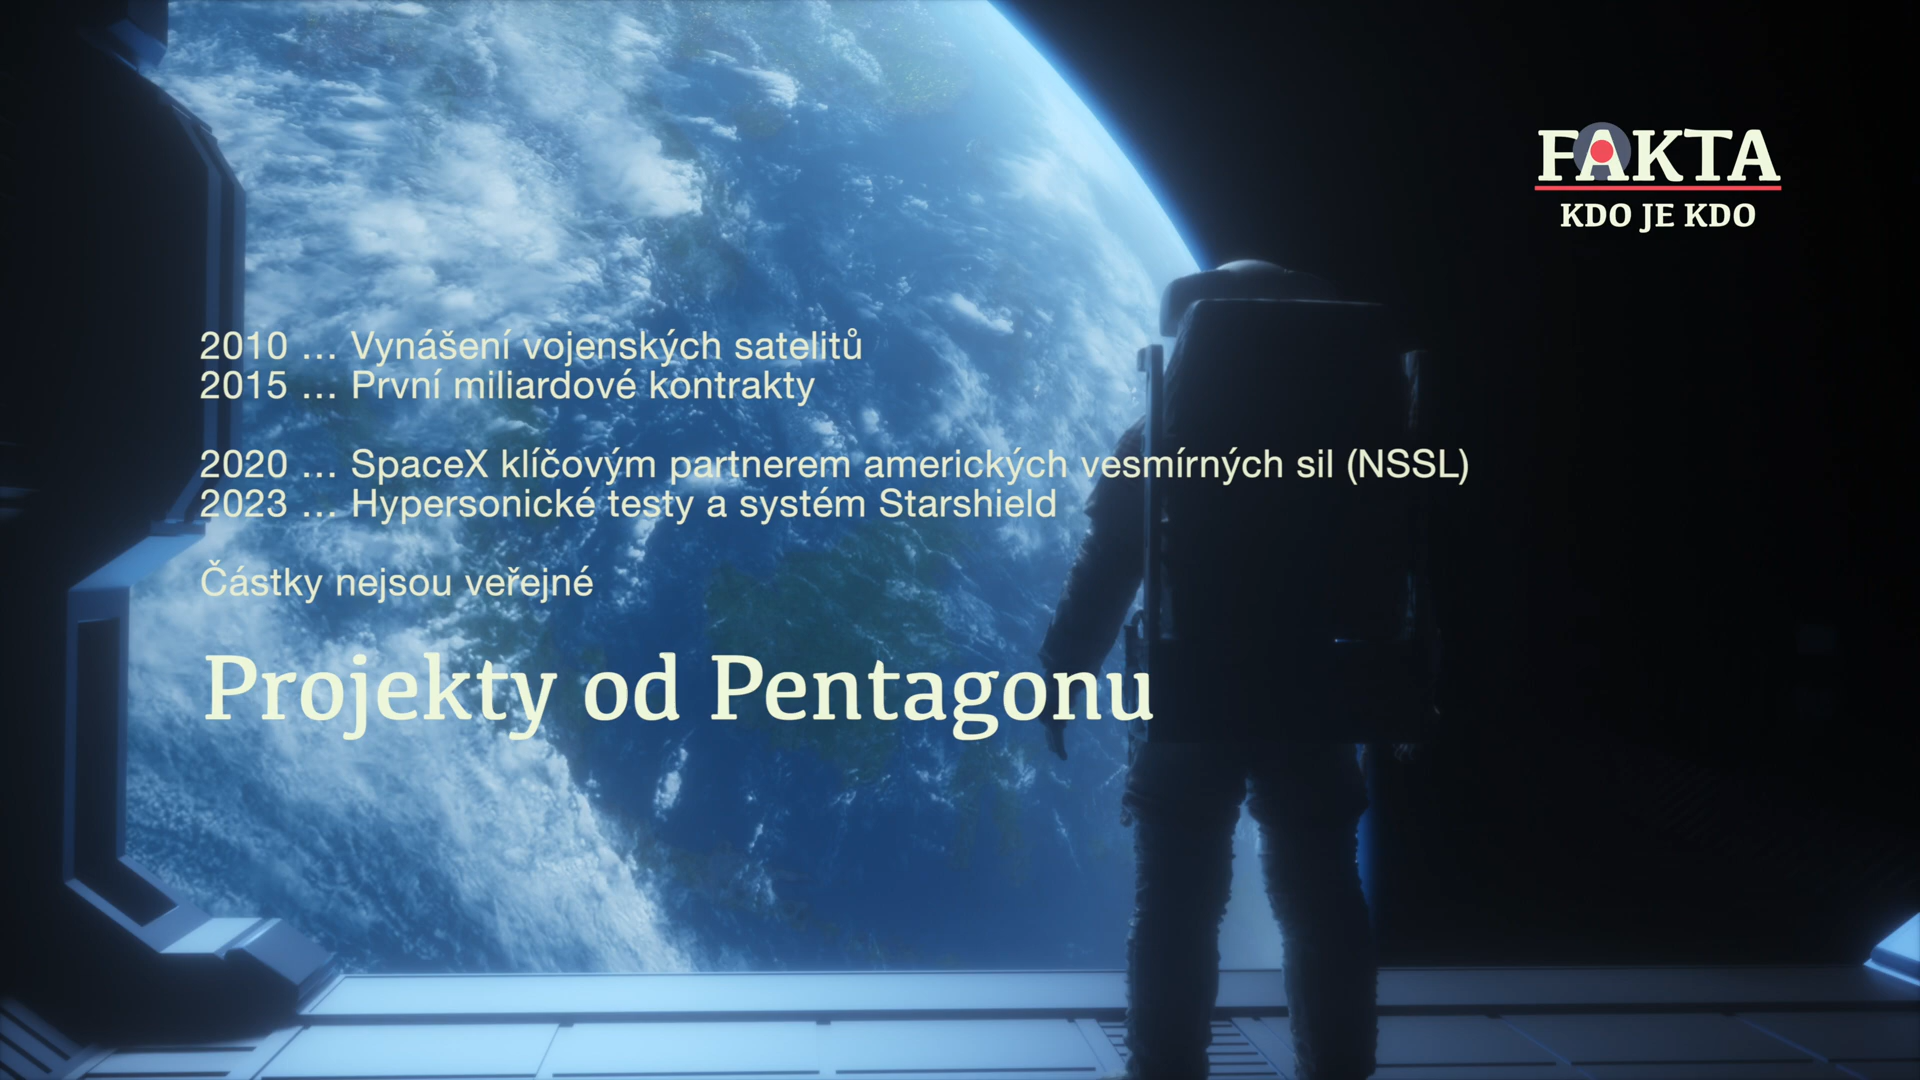 FAKTA
KDO JE KDO
2010 ... Vynášení vojenských satelitů
2015 ... První miliardové kontrakty
2020 ... SpaceX klíčovým partnerem amerických vesmírných sil (NSSL)
2023 ... Hypersonické testy a systém Starshield
Částky nejsou veřejné
Projekty od Pentagonu